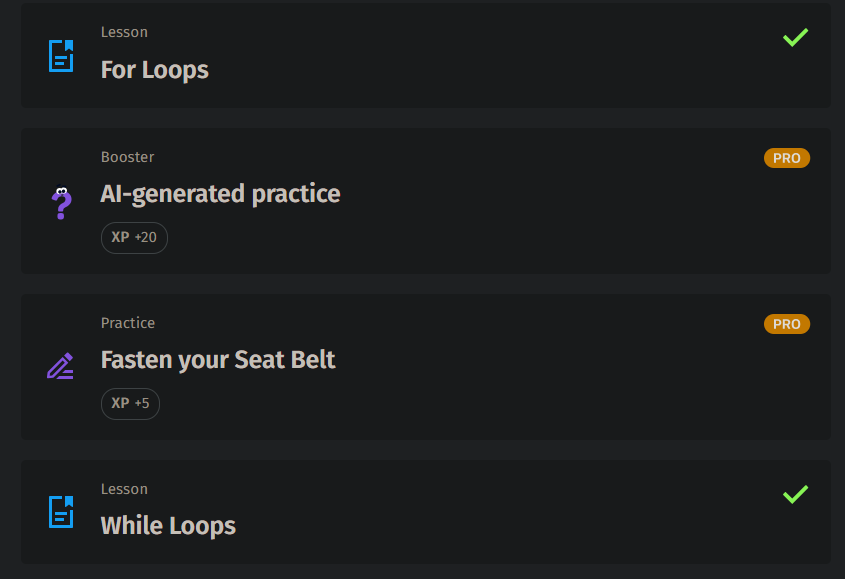 Lesson
For Loops
Booster
PRO
AI-generated practice
XP +20
Practice
PRO
Fasten your Seat Belt
XP +5
Lesson
While Loops